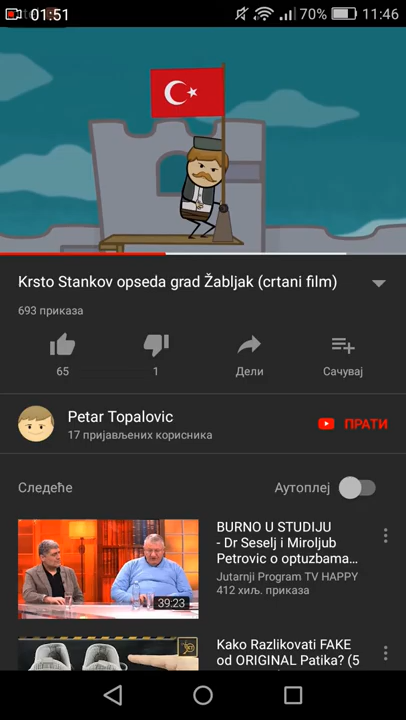 01:51
70%
11:46
Krsto Stankov opseda grad Žabljak (crtani film)
693 приказа
65
1
Дели
Сачувај
Petar Topalovic
17 пријављених корисника
ПРАТИ
Следеће
Аутоплеј
BURNO U STUDIJU
- Dr Seselj i Miroljub
Petrovic o optuzbama...
Jutarnji Program TV HAPPY
412 хиљ. приказа
39:23
Kako Razlikovati FAKE
od ORIGINAL Patika? (5